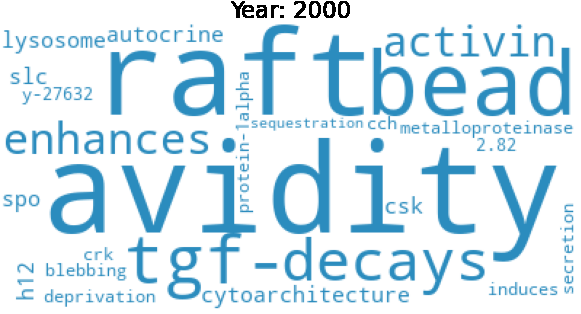 Year: 2000
lysosome autocrine
raft
activin
bead
slc
y-27632
protein-1alpha
sequestration cch metalloproteinase
enhances
2.82
avidity
spo
csk
tgf-decays
crk
blebbing
h12
deprivation
cytoarchitecture
induces
secretion